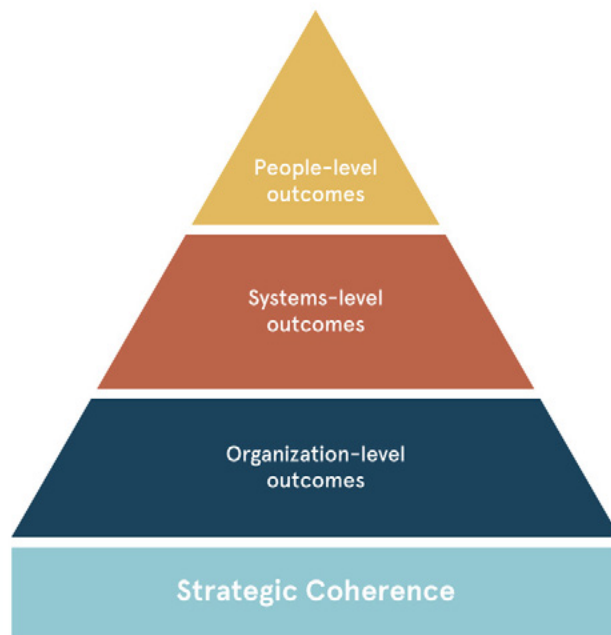 People-level
outcomes
Systems-level
outcomes
Organization-level
outcomes
Strategic Coherence